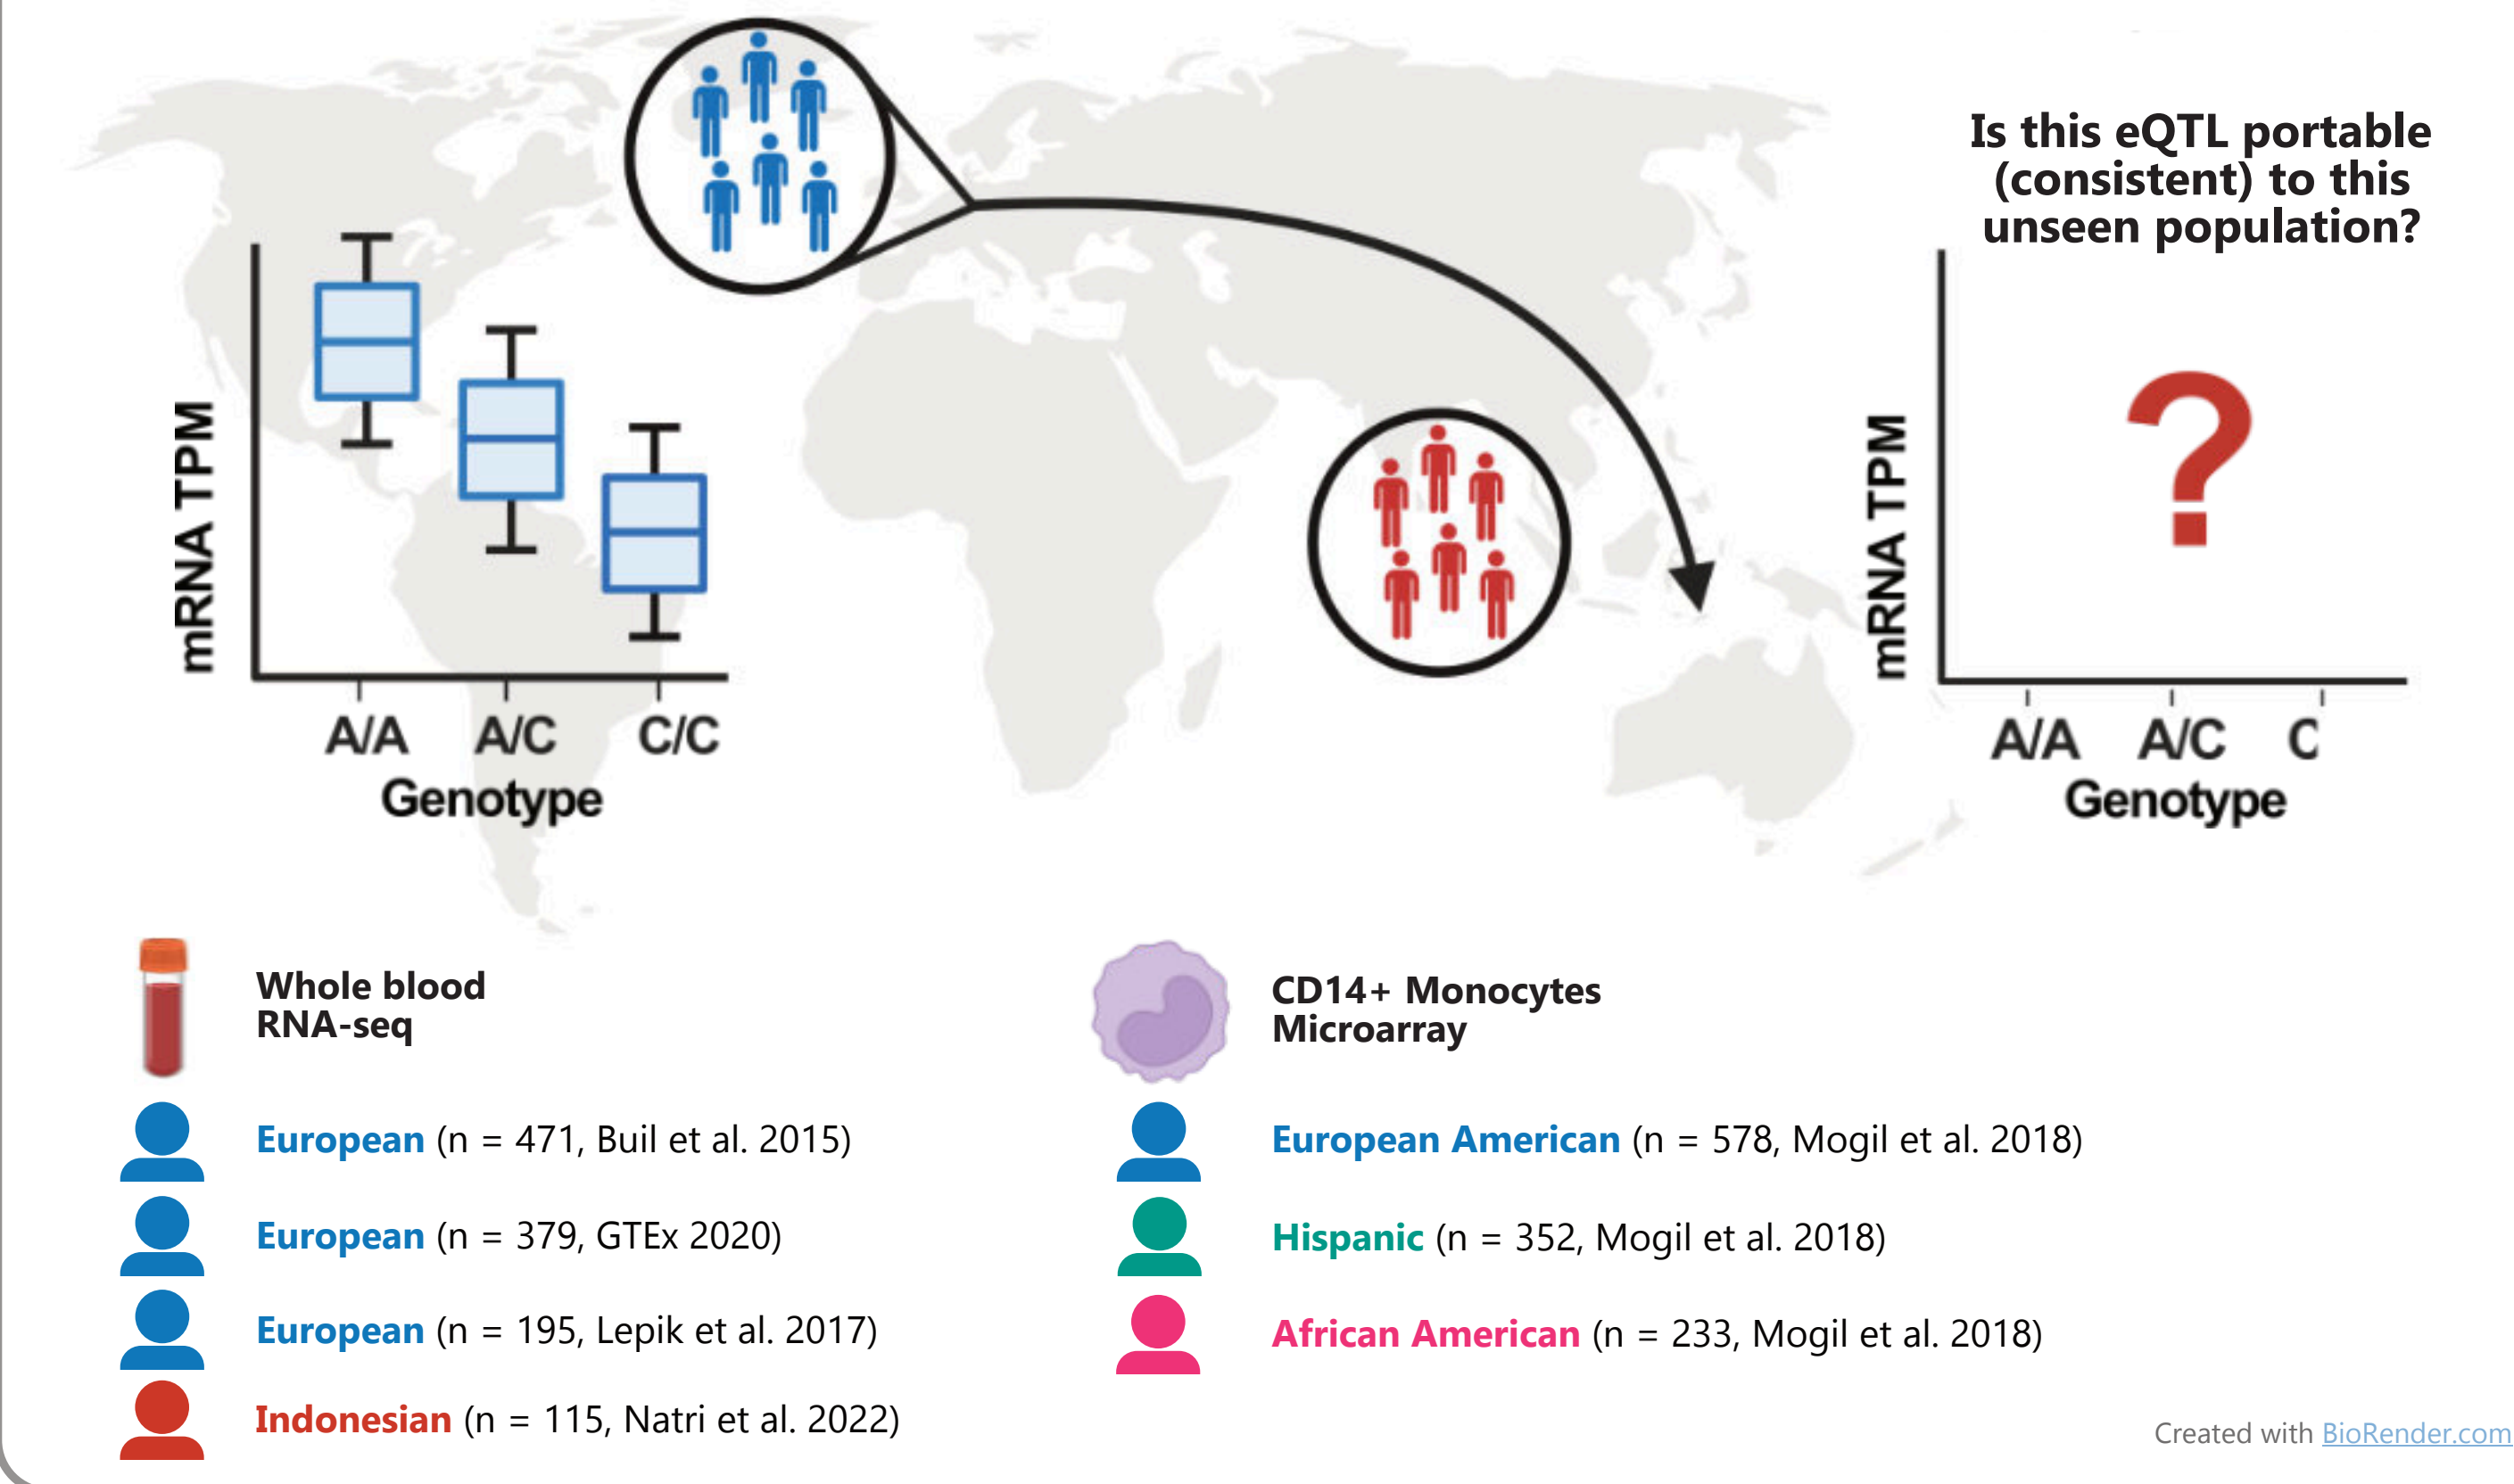 Is this eQTL portable
(consistent) to this
unseen population?
mRNA TPM
A/A A/C C/C
Genotype
mRNA TPM
?
A/A A/C C
Genotype
Whole blood
RNA-seq
European (n = 471, Buil et al. 2015)
European (n = 379, GTEx 2020)
European (n = 195, Lepik et al. 2017)
Indonesian (n = 115, Natri et al. 2022)
CD14+ Monocytes
Microarray
European American (n = 578, Mogil et al. 2018)
Hispanic (n = 352, Mogil et al. 2018)
African American (n = 233, Mogil et al. 2018)
Created with BioRender.com